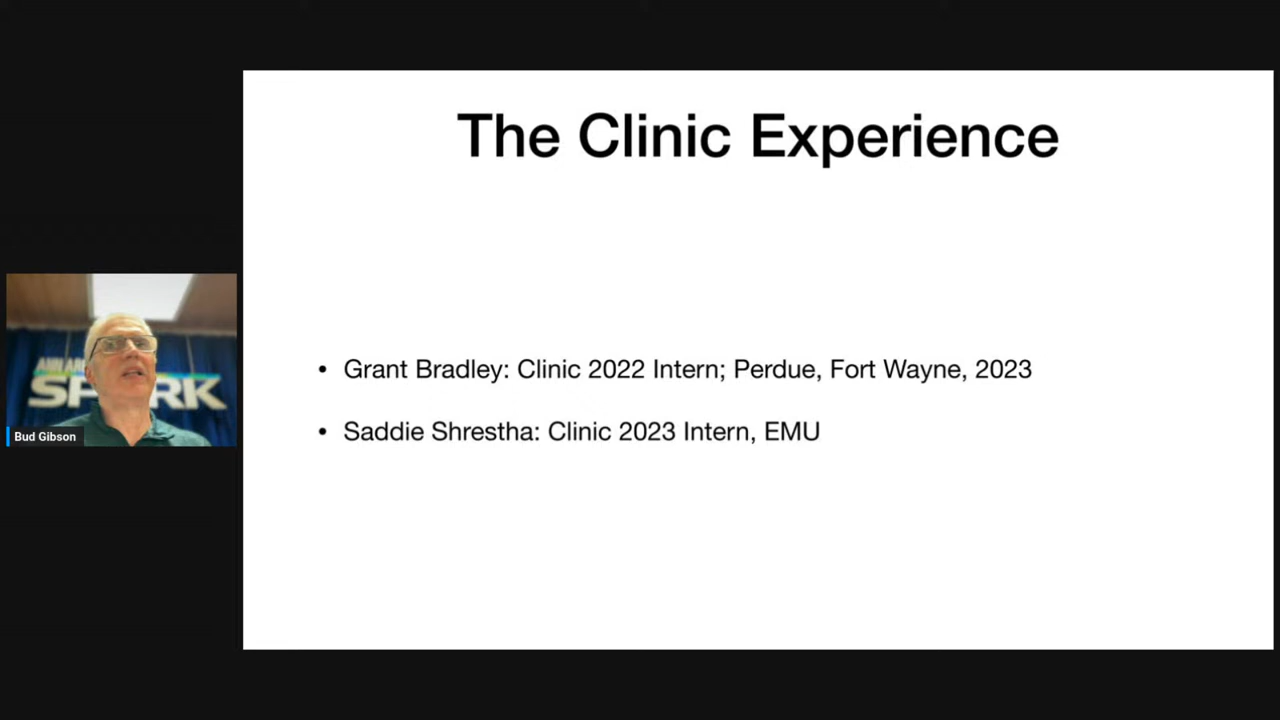 The Clinic Experience
• Grant Bradley: Clinic 2022 Intern; Perdue, Fort Wayne, 2023
• Saddie Shrestha: Clinic 2023 Intern, EMU
SPARK
Bud Gibson